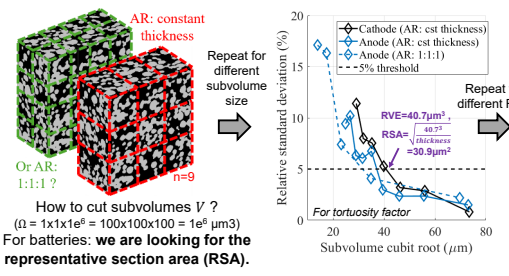 AR: constant
thickness
Or AR:
1:1:1 ?
n=9
How to cut subvolumes V ?
(Ω = 1x1x1e⁶ = 100x100x100 = 1e⁶ µm3)
For batteries: we are looking for the
representative section area (RSA).
Repeat for
different
subvolume
size
Relative standard deviation (%)
20
15
10
5
0
20
40
60
80
Subvolume cubit root (µm)
Cathode (AR: cst thickness)
Anode (AR: cst thickness)
Anode (AR: 1:1:1)
5% threshold
RVE=40.7µm³ ,
RSA=√(40.7³/thickness)
=30.9µm²
For tortuosity factor
Repeat
different